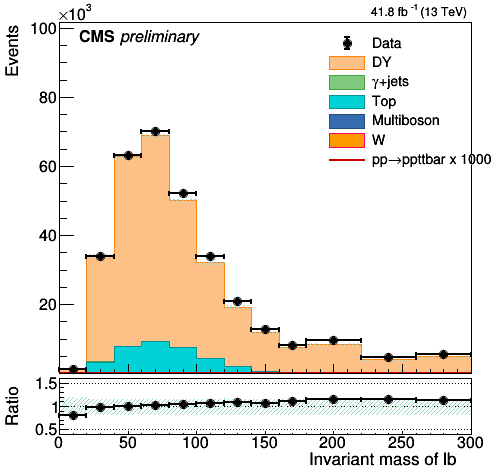 ×10³
41.8 fb⁻¹ (13 TeV)
CMS preliminary
Events
100
80
60
40
20
Data
DY
γ+jets
Top
Multiboson
W
pp→ppttbar x 1000
Ratio
1.5
1
0.5
0 50 100 150 200 250 300
Invariant mass of lb